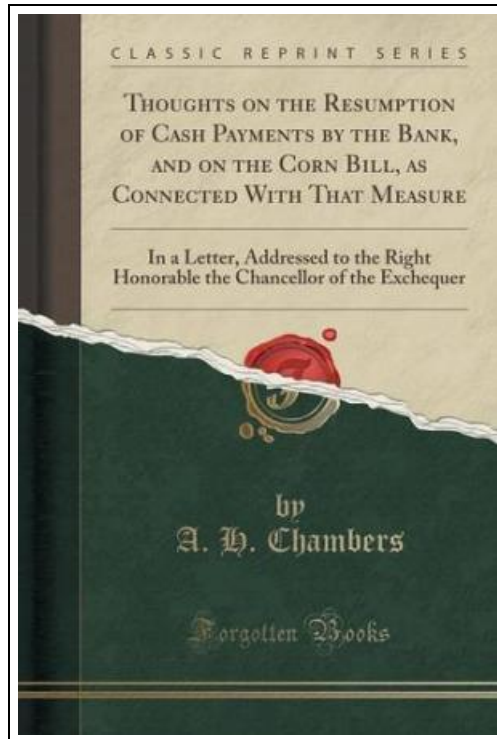 CLASSIC REPRINT SERIES
THOUGHTS ON THE RESUMPTION
OF CASH PAYMENTS BY THE BANK,
AND ON THE CORN BILL, AS
CONNECTED WITH THAT MEASURE
In a Letter, Addressed to the Right
Honorable the Chancellor of the Exchequer
by
A. H. Chambers
Forgotten Books